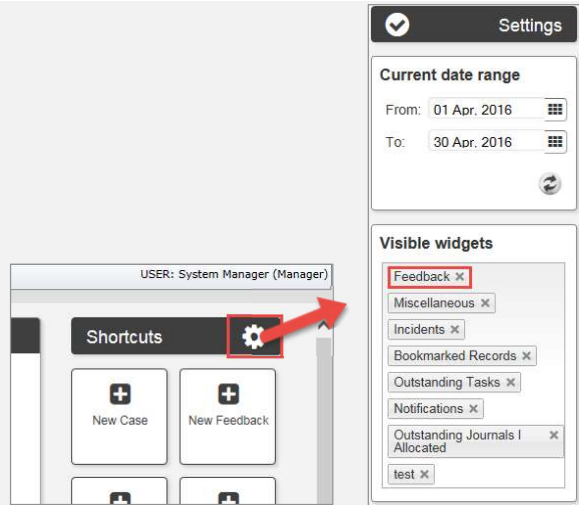 Settings
Current date range
From: 01 Apr, 2016
To: 30 Apr, 2016
Visible widgets
Feedback ×
Miscellaneous ×
Incidents ×
Bookmarked Records ×
Outstanding Tasks ×
Notifications ×
Outstanding Journals I ×
Allocated
test ×
USER: System Manager (Manager)
Shortcuts
New Case
New Feedback